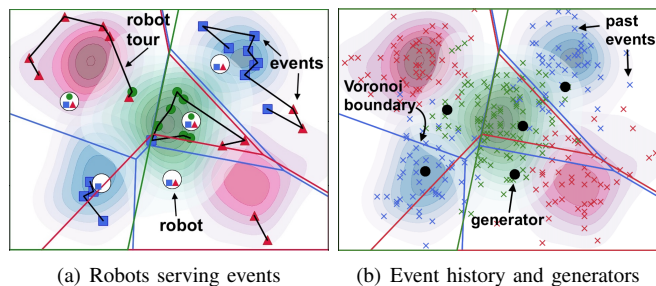 robot
tour
events
robot
(a) Robots serving events
past
events
Voronoi
boundary
generator
(b) Event history and generators